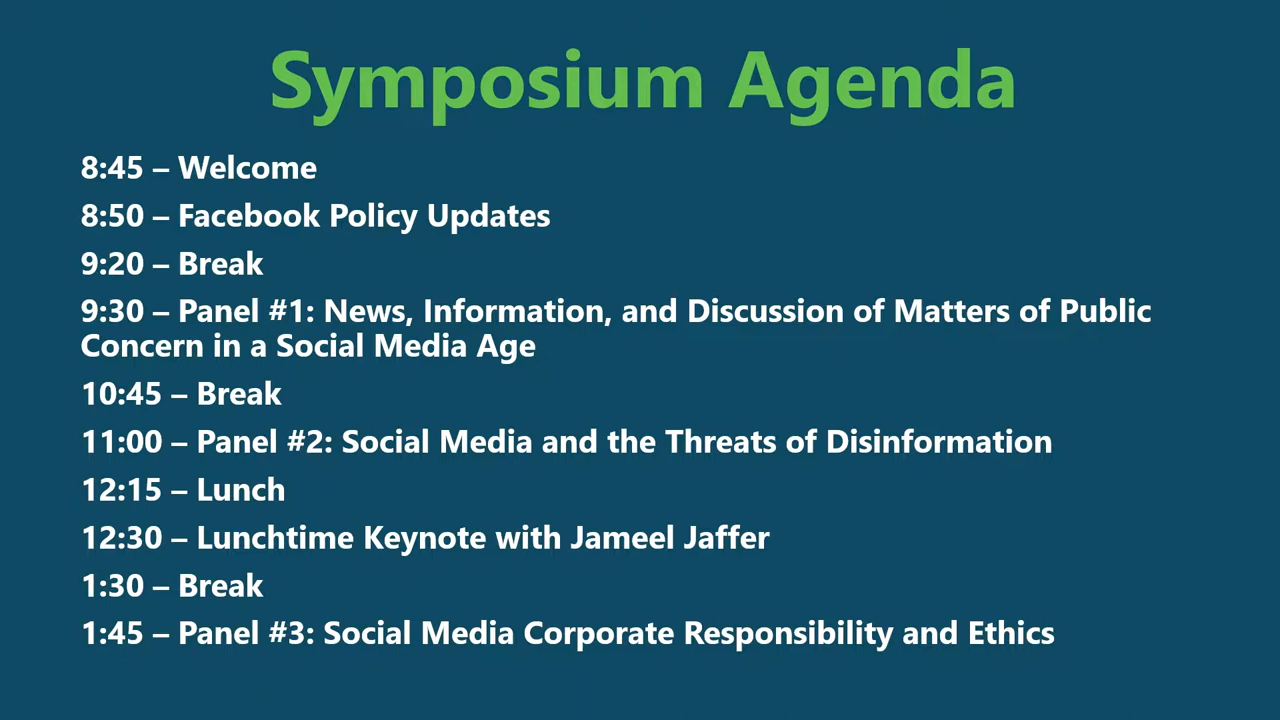 Symposium Agenda
8:45 – Welcome
8:50 – Facebook Policy Updates
9:20 – Break
9:30 – Panel #1: News, Information, and Discussion of Matters of Public
Concern in a Social Media Age
10:45 – Break
11:00 – Panel #2: Social Media and the Threats of Disinformation
12:15 – Lunch
12:30 – Lunchtime Keynote with Jameel Jaffer
1:30 – Break
1:45 – Panel #3: Social Media Corporate Responsibility and Ethics